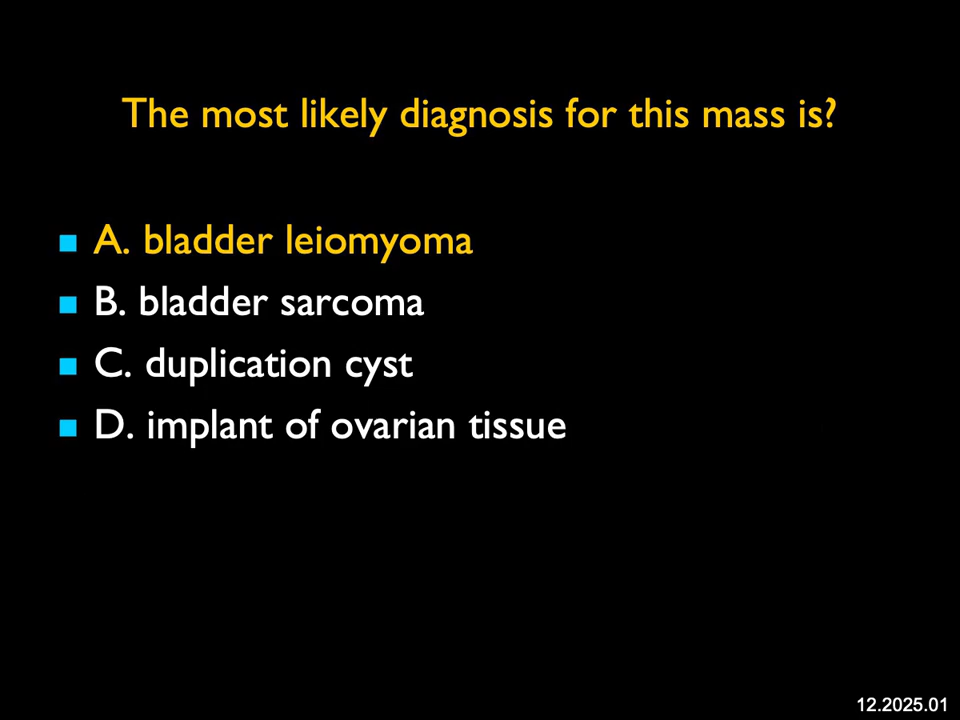 The most likely diagnosis for this mass is?
A. bladder leiomyoma
B. bladder sarcoma
C. duplication cyst
D. implant of ovarian tissue
12.2025.01